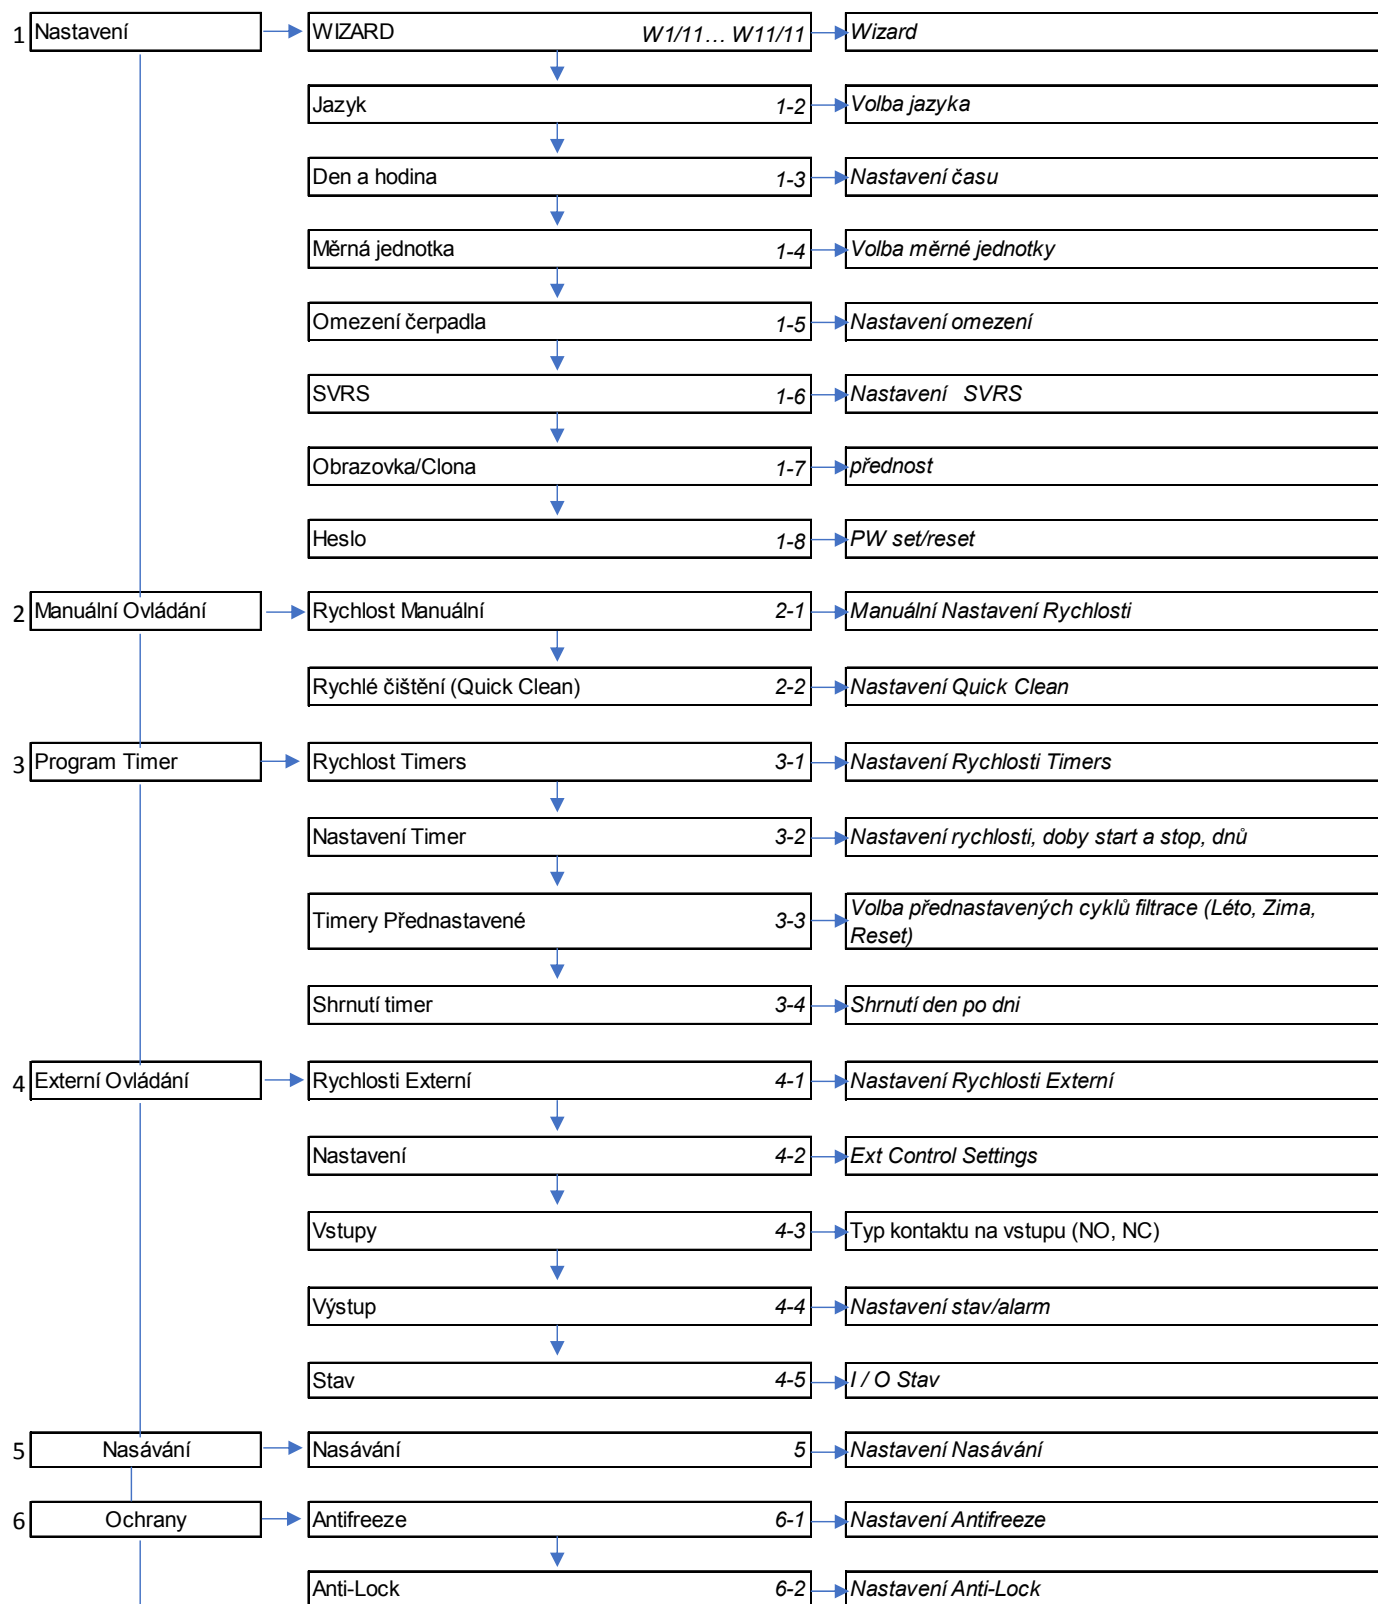 1 Nastavení WIZARD W1/11… W11/11 Wizard
Jazyk 1-2 Volba jazyka
Den a hodina 1-3 Nastavení času
Měrná jednotka 1-4 Volba měrné jednotky
Omezení čerpadla 1-5 Nastavení omezení
SVRS 1-6 Nastavení SVRS
Obrazovka/Clona 1-7 přednost
Heslo 1-8 PW set/reset
2 Manuální Ovládání Rychlost Manuální 2-1 Manuální Nastavení Rychlosti
Rychlé čištění (Quick Clean) 2-2 Nastavení Quick Clean
3 Program Timer Rychlost Timers 3-1 Nastavení Rychlosti Timers
Nastavení Timer 3-2 Nastavení rychlosti, doby start a stop, dnů
Timery Přednastavené 3-3 Volba přednastavených cyklů filtrace (Léto, Zima,
Reset)
Shrnutí timer 3-4 Shrnutí den po dni
4 Externí Ovládání Rychlosti Externí 4-1 Nastavení Rychlosti Externí
Nastavení 4-2 Ext Control Settings
Vstupy 4-3 Typ kontaktu na vstupu (NO, NC)
Výstup 4-4 Nastavení stav/alarm
Stav 4-5 I / O Stav
5 Nasávání Nasávání 5 Nastavení Nasávání
6 Ochrany Antifreeze 6-1 Nastavení Antifreeze
Anti-Lock 6-2 Nastavení Anti-Lock